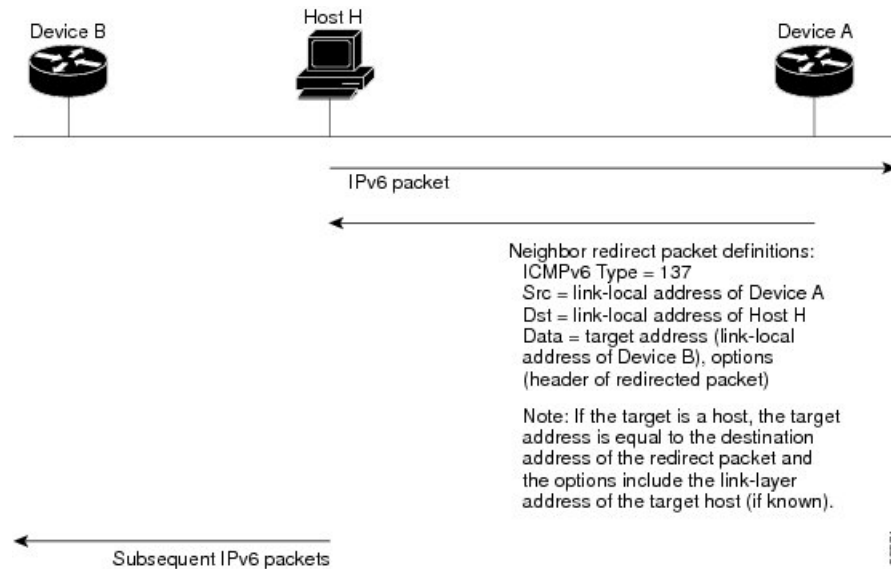 Host H
Device B
Device A
IPv6 packet
Neighbor redirect packet definitions:
ICMPv6 Type = 137
Src = link-local address of Device A
Dst = link-local address of Host H
Data = target address (link-local
address of Device B), options
(header of redirected packet)
Note: If the target is a host, the target
address is equal to the destination
address of the redirect packet and
the options include the link-layer
address of the target host (if known).
Subsequent IPv6 packets